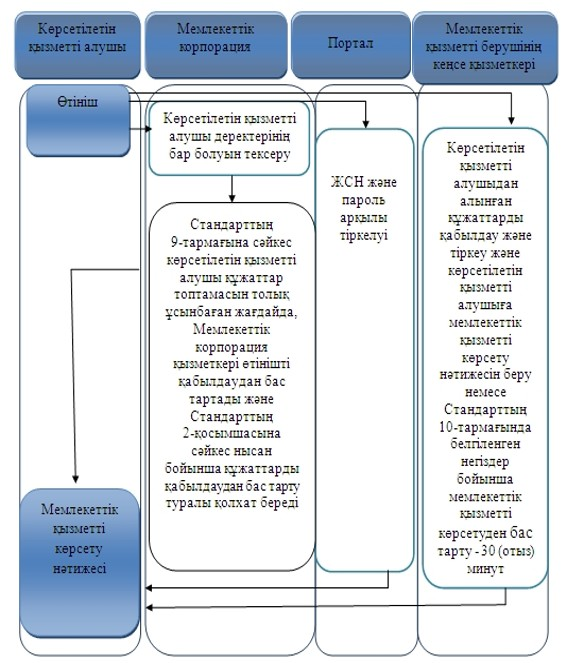 Көрсетілетін
қызметті алушы
Мемлекеттік
корпорация
Портал
Мемлекеттік
қызметті берушінің
кеңсе қызметкері
Өтініш
Көрсетілетін қызметті
алушы деректерінің
бар болуын тексеру
Стандарттың
9-тармағына сәйкес
көрсетілетін қызметті
алушы құжаттар
топтамасын толық
ұсынбаған жағдайда,
Мемлекеттік
корпорация
қызметкері өтінішті
қабылдаудан бас
тартады және
Стандарттың
2-қосымшасына
сәйкес нысан
бойынша құжаттарды
қабылдаудан бас тарту
туралы қолхат береді
ЖСН және
пароль
арқылы
тіркелуі
Көрсетілетін
қызметті
алушыдан
алынған
құжаттарды
қабылдау және
тіркеу және
көрсетілетін
қызметті
алушыға
мемлекеттік
қызметті
көрсету
нәтижесін беру
немесе
Стандарттың
10-тармағында
белгіленген
негіздер
бойынша
мемлекеттік
қызметті
көрсетуден бас
тарту - 30 (отыз)
минут
Мемлекеттік
қызметті
көрсету
нәтижесі